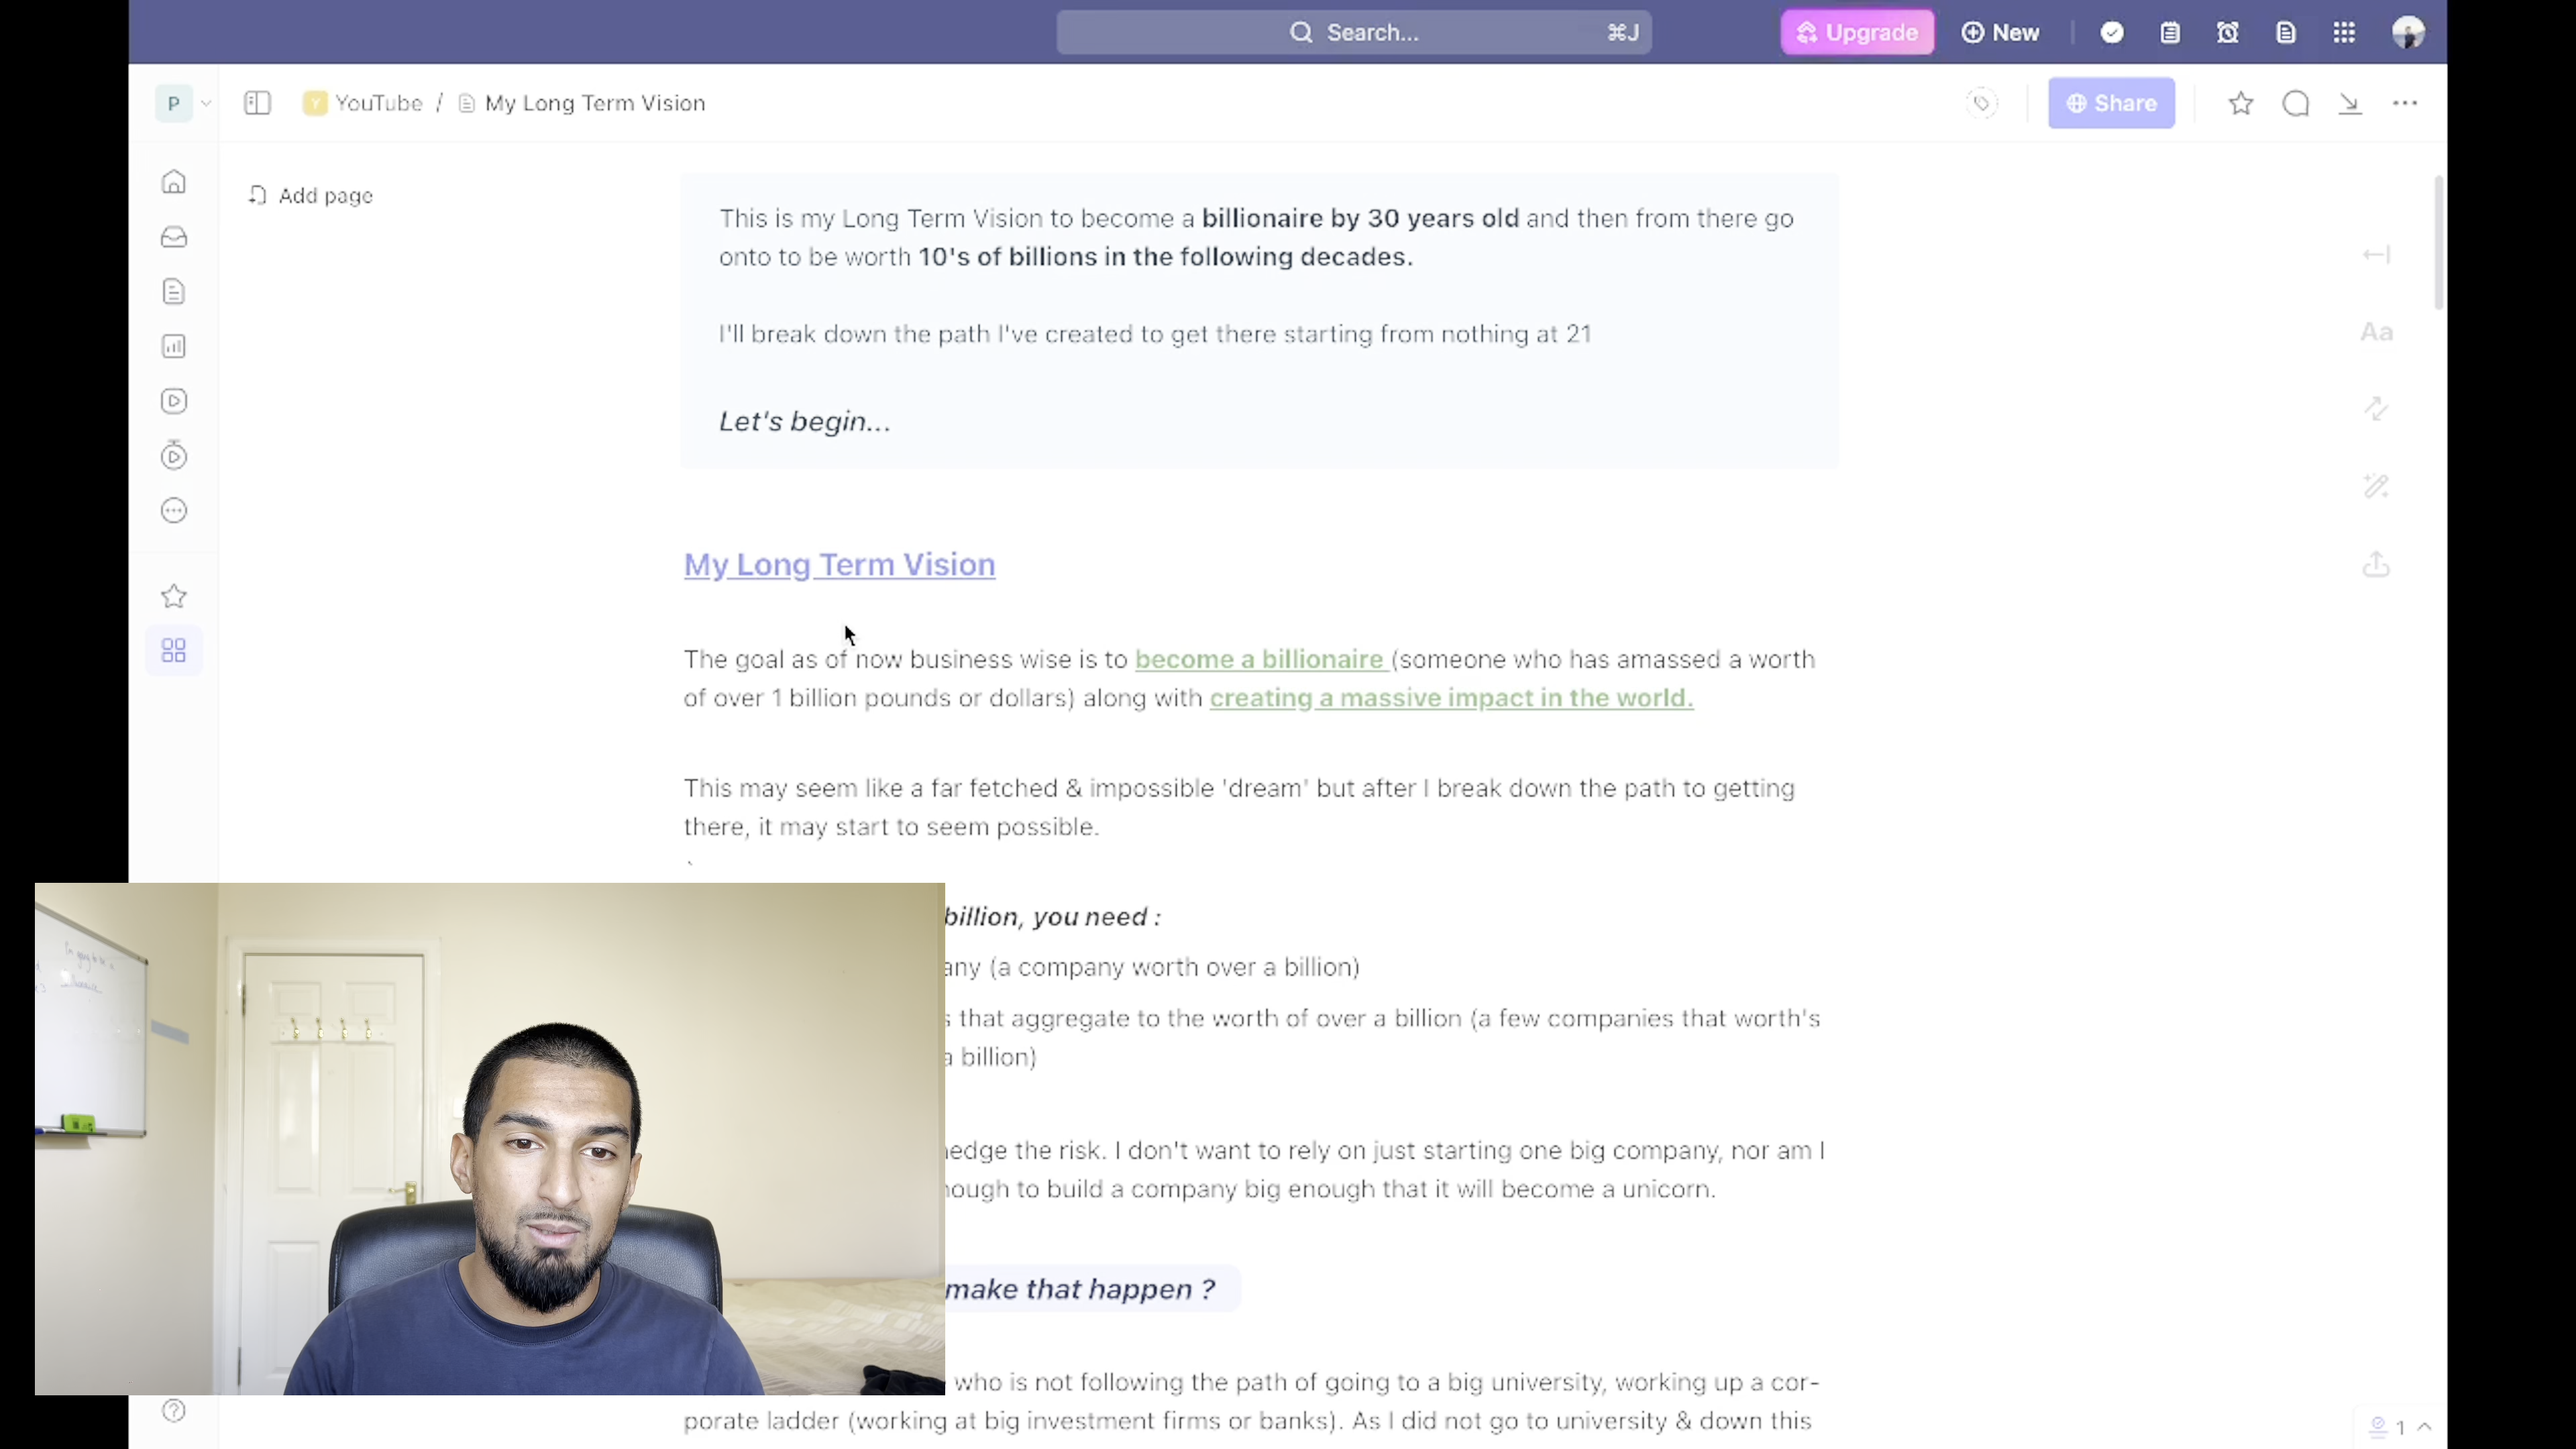 Search...
⌘J
Upgrade
New
P
Y YouTube / My Long Term Vision
Share
Add page
This is my Long Term Vision to become a billionaire by 30 years old and then from there go
onto to be worth 10's of billions in the following decades.
I'll break down the path I've created to get there starting from nothing at 21
Let's begin...
Aa
My Long Term Vision
The goal as of now business wise is to become a billionaire (someone who has amassed a worth
of over 1 billion pounds or dollars) along with creating a massive impact in the world.
This may seem like a far fetched & impossible 'dream' but after I break down the path to getting
there, it may start to seem possible.
`
billion, you need :
any (a company worth over a billion)
s that aggregate to the worth of over a billion (a few companies that worth's
a billion)
hedge the risk. I don't want to rely on just starting one big company, nor am I
nough to build a company big enough that it will become a unicorn.
make that happen ?
who is not following the path of going to a big university, working up a cor-
porate ladder (working at big investment firms or banks). As I did not go to university & down this
1